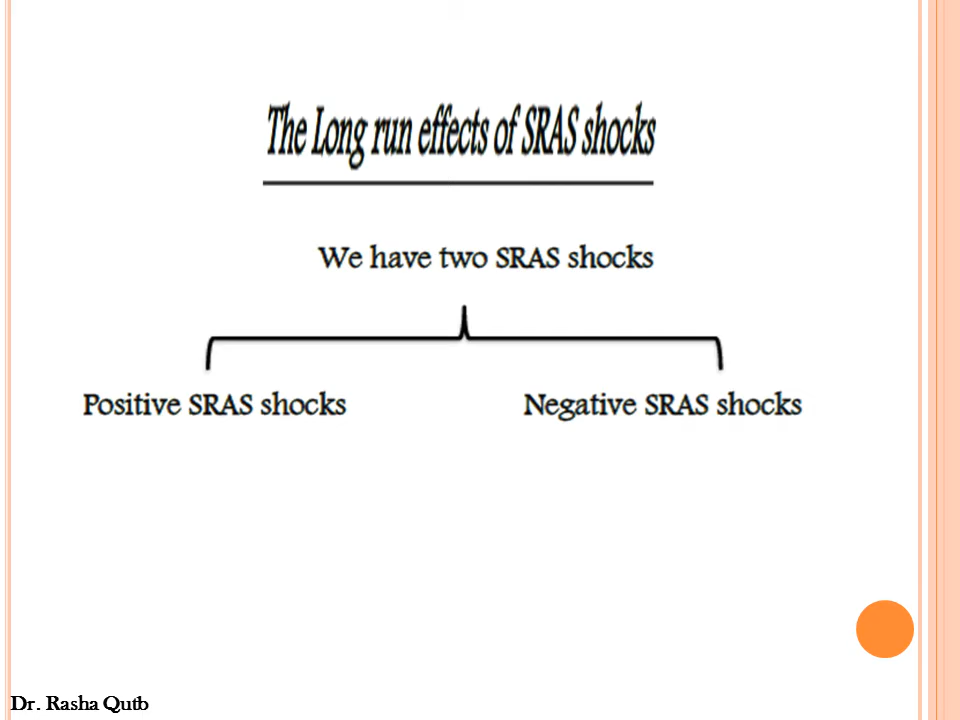 The Long run effects of SRAS shocks
We have two SRAS shocks
Positive SRAS shocks
Negative SRAS shocks
Dr. Rasha Qutb